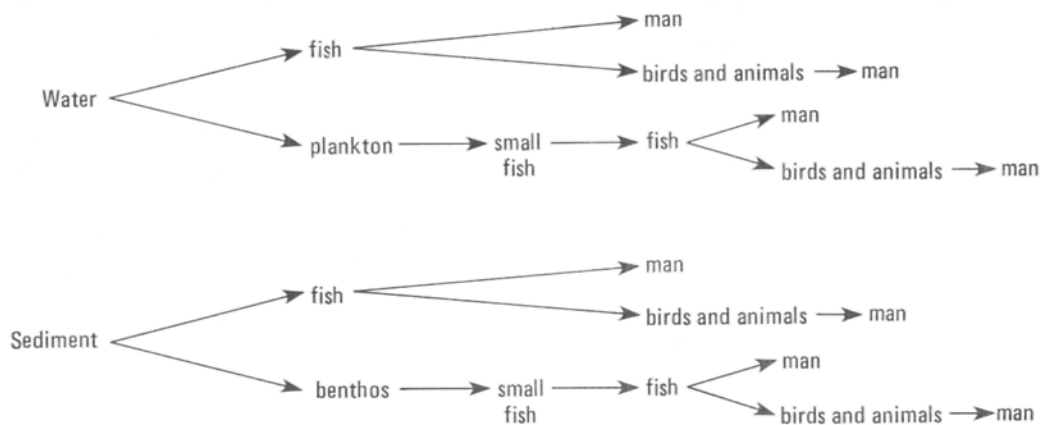 man
fish
birds and animals man
Water
man
plankton small fish fish
birds and animals man
man
fish
birds and animals man
Sediment
man
benthos small fish fish
birds and animals man